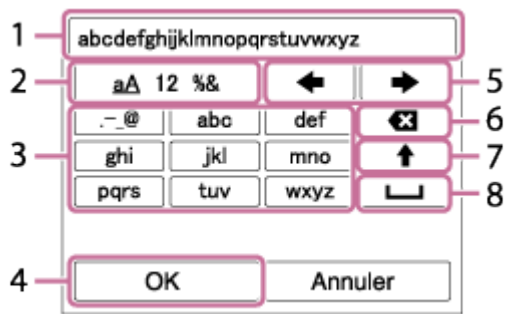 1 abcdefghijklmnopqrstuvwxyz
2 aA 12 %& 5
.-_@ abc def 6
3 ghi jkl mno 7
pqrs tuv wxyz 8
4 OK Annuler